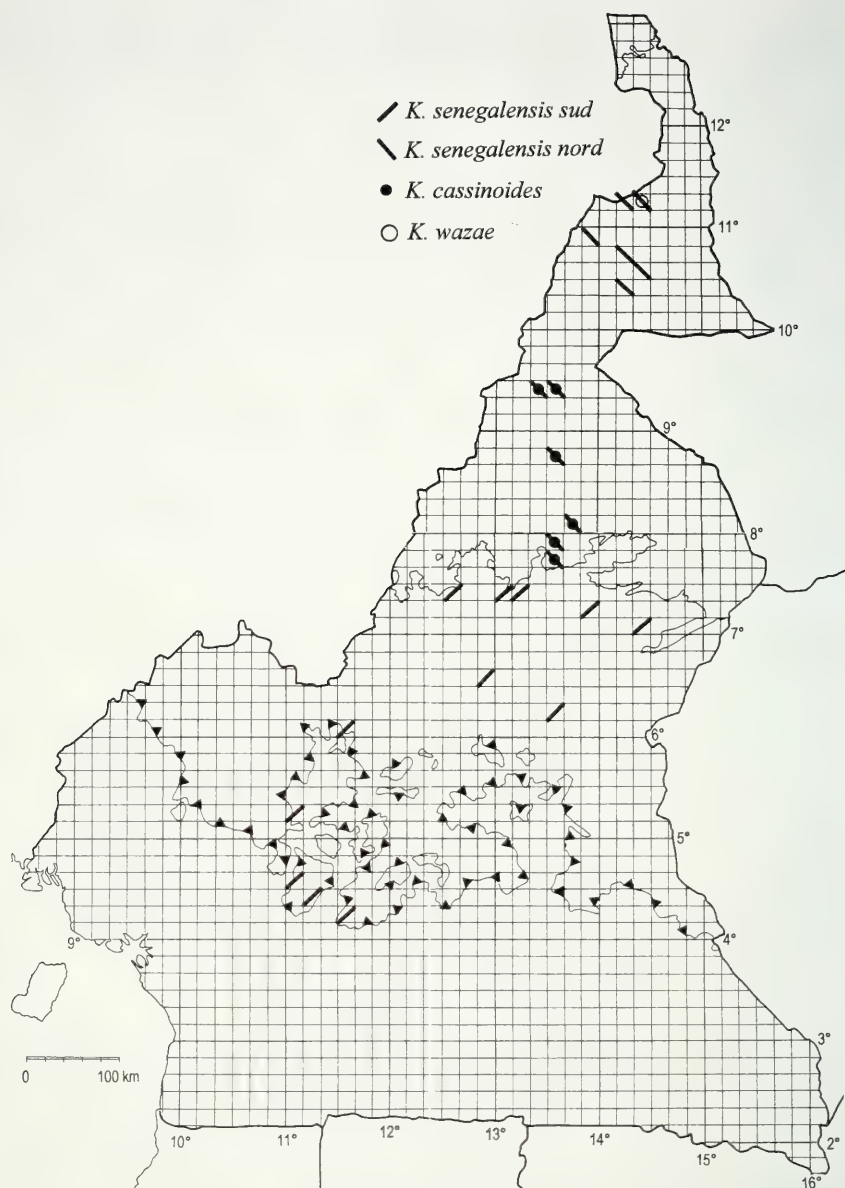 K. senegalensis sud
K. senegalensis nord
K. cassinoides
K. wazae
12°
11°
10°
9°
8°
7°
6°
5°
4°
9°
3°
0 100 km
10° 11° 12° 13° 14° 15° 16° 2°